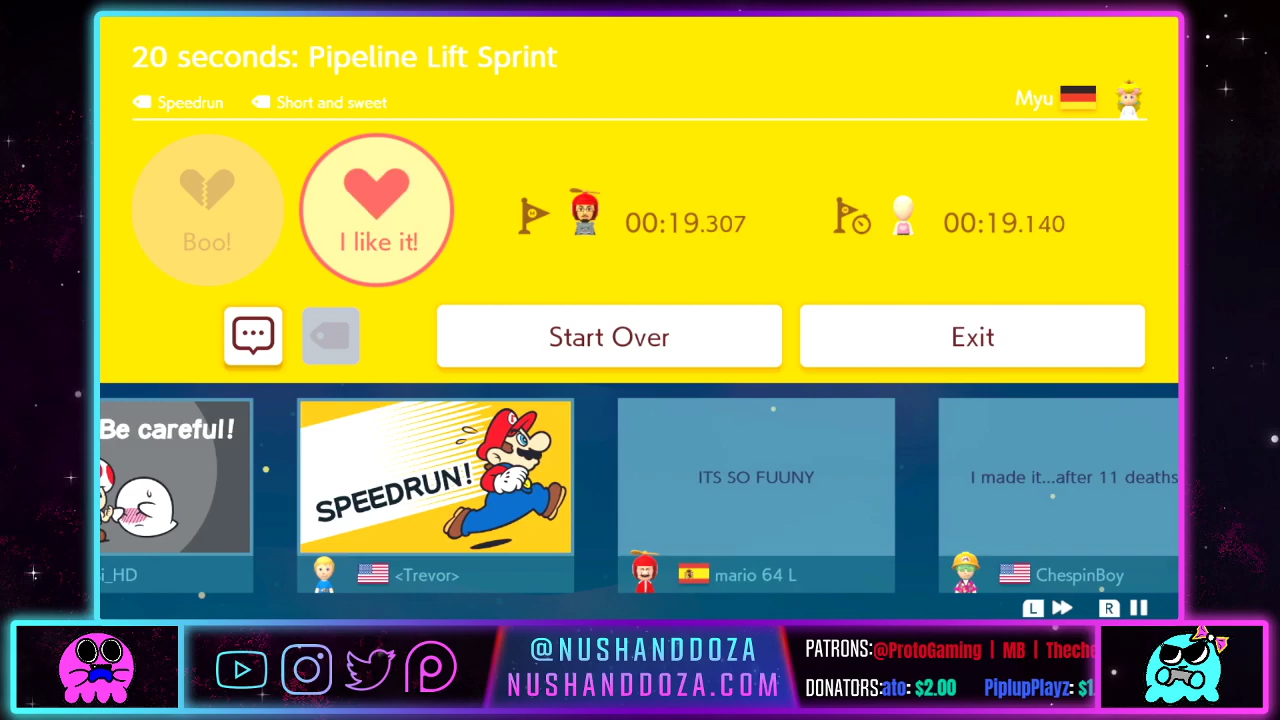 20 seconds: Pipeline Lift Sprint
Speedrun
Short and sweet
Myu
Boo!
I like it!
00:19.307
00:19.140
Start Over
Exit
Be careful!
SPEEDRUN!
ITS SO FUUNY
I made it...after 11 deaths
i_HD
<Trevor>
mario 64 L
ChespinBoy
L
R
@NUSHANDDOZA
NUSHANDDOZA.COM
PATRONS:@ProtoGaming | MB | Theche
DONATORS:ato: $2.00 PiplupPlayz: $1